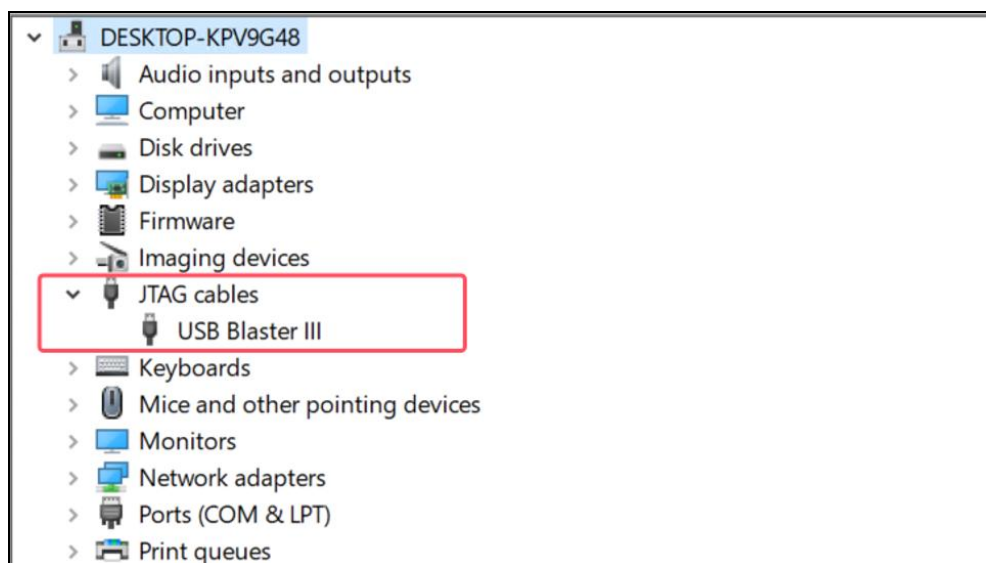 DESKTOP-KPV9G48
Audio inputs and outputs
Computer
Disk drives
Display adapters
Firmware
Imaging devices
JTAG cables
USB Blaster III
Keyboards
Mice and other pointing devices
Monitors
Network adapters
Ports (COM & LPT)
Print queues